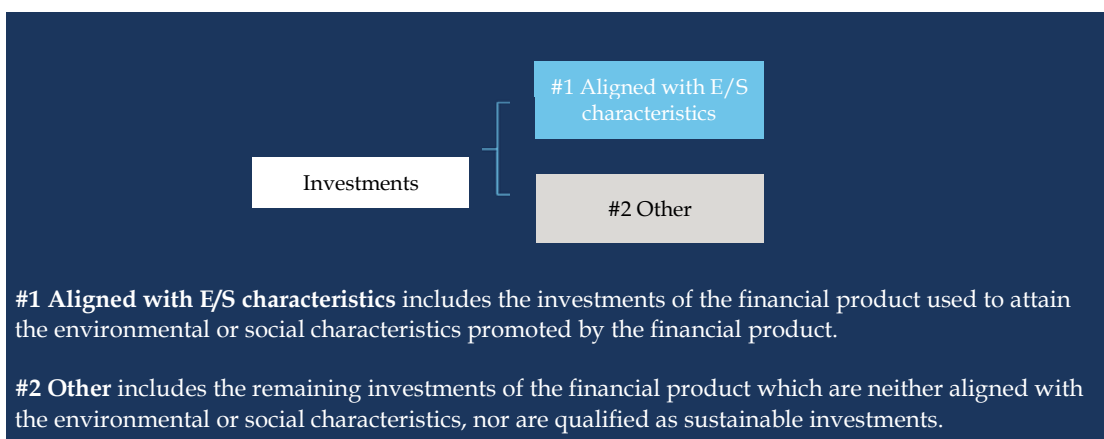 #1 Aligned with E/S
characteristics
Investments
#2 Other
#1 Aligned with E/S characteristics includes the investments of the financial product used to attain
the environmental or social characteristics promoted by the financial product.
#2 Other includes the remaining investments of the financial product which are neither aligned with
the environmental or social characteristics, nor are qualified as sustainable investments.